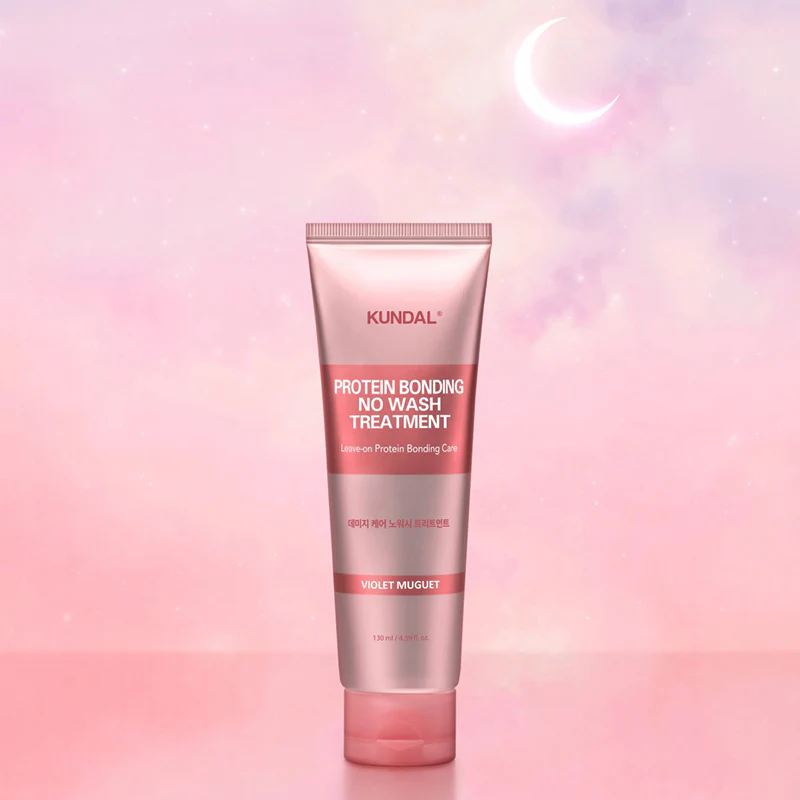 KUNDAL®
PROTEIN BONDING
NO WASH
TREATMENT
Leave-on Protein Bonding Care
데미지 케어 노워시 트리트먼트
VIOLET MUGUET
130 ml / 4.39 fl. oz.